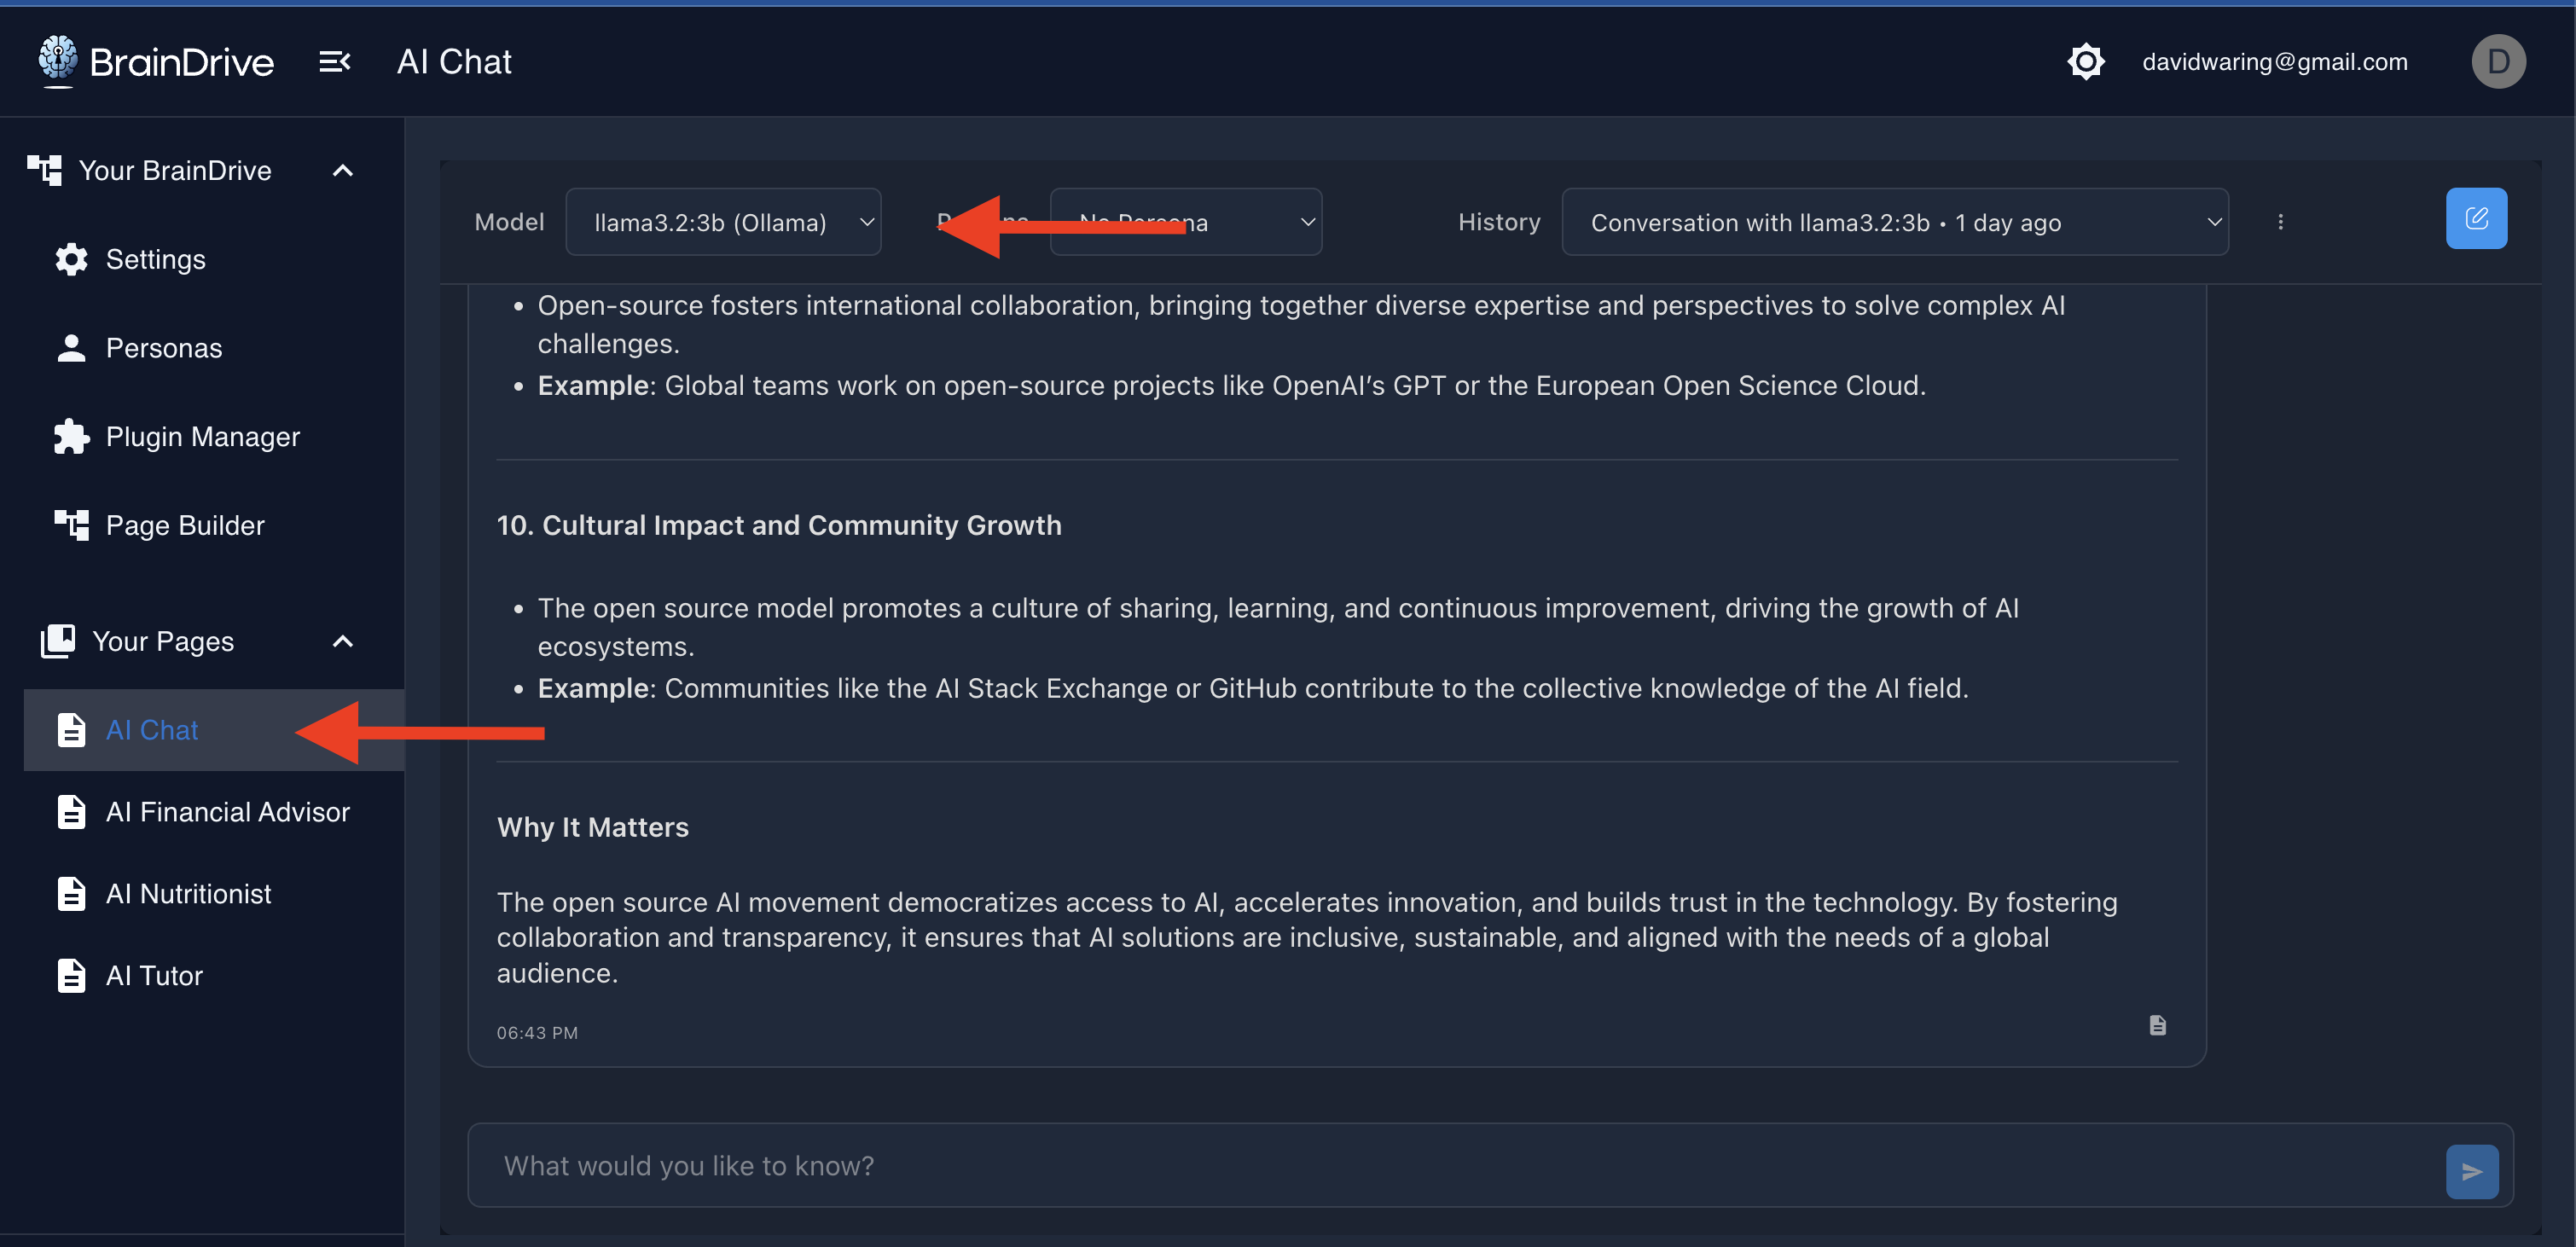 BrainDrive
AI Chat
davidwaring@gmail.com
D
Your BrainDrive
Settings
Personas
Plugin Manager
Page Builder
Your Pages
AI Chat
AI Financial Advisor
AI Nutritionist
AI Tutor
Model
llama3.2:3b (Ollama)
History
Conversation with llama3.2:3b • 1 day ago
• Open-source fosters international collaboration, bringing together diverse expertise and perspectives to solve complex AI
challenges.
• Example: Global teams work on open-source projects like OpenAI’s GPT or the European Open Science Cloud.
10. Cultural Impact and Community Growth
• The open source model promotes a culture of sharing, learning, and continuous improvement, driving the growth of AI
ecosystems.
• Example: Communities like the AI Stack Exchange or GitHub contribute to the collective knowledge of the AI field.
Why It Matters
The open source AI movement democratizes access to AI, accelerates innovation, and builds trust in the technology. By fostering
collaboration and transparency, it ensures that AI solutions are inclusive, sustainable, and aligned with the needs of a global
audience.
06:43 PM
What would you like to know?